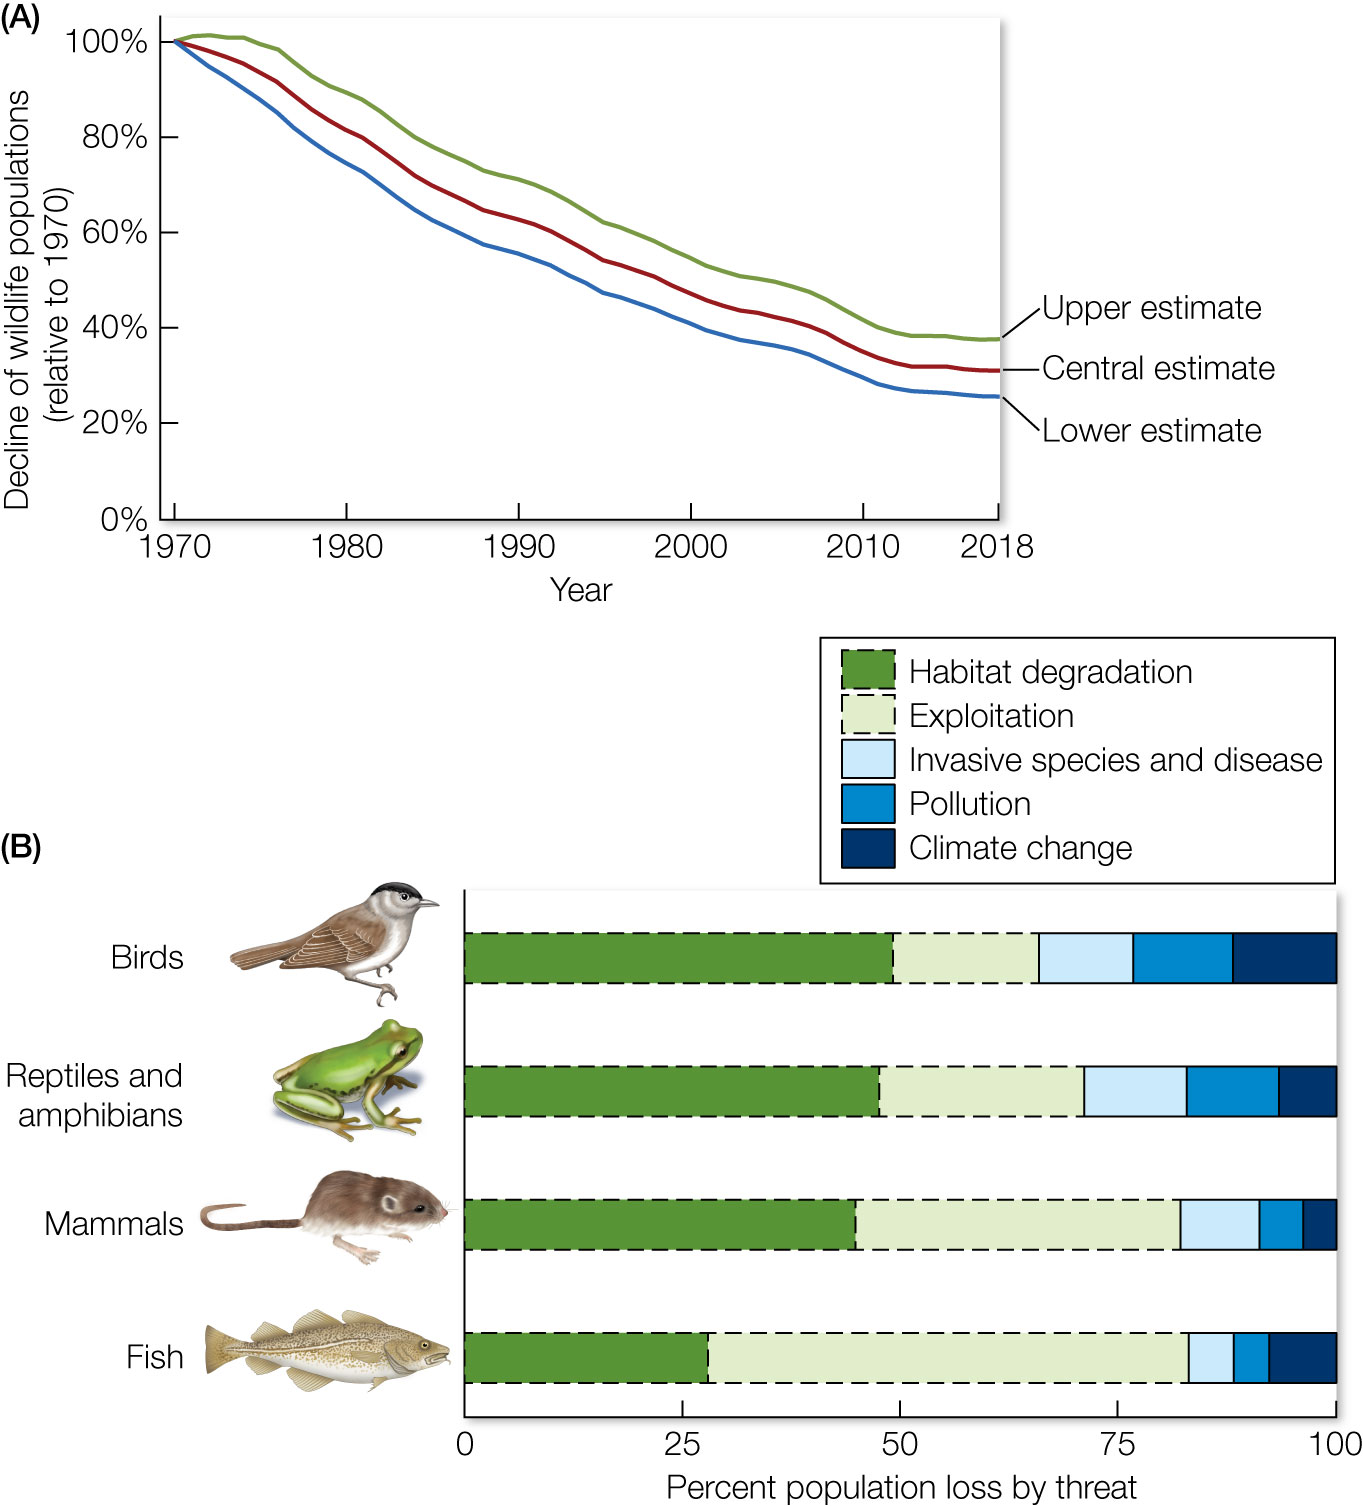 (A)
Decline of wildlife populations
(relative to 1970)
100%
80%
60%
40%
20%
0%
1970 1980 1990 2000 2010 2018
Year
Upper estimate
Central estimate
Lower estimate
Habitat degradation
Exploitation
Invasive species and disease
Pollution
Climate change
(B)
Birds
Reptiles and
amphibians
Mammals
Fish
0 25 50 75 100
Percent population loss by threat